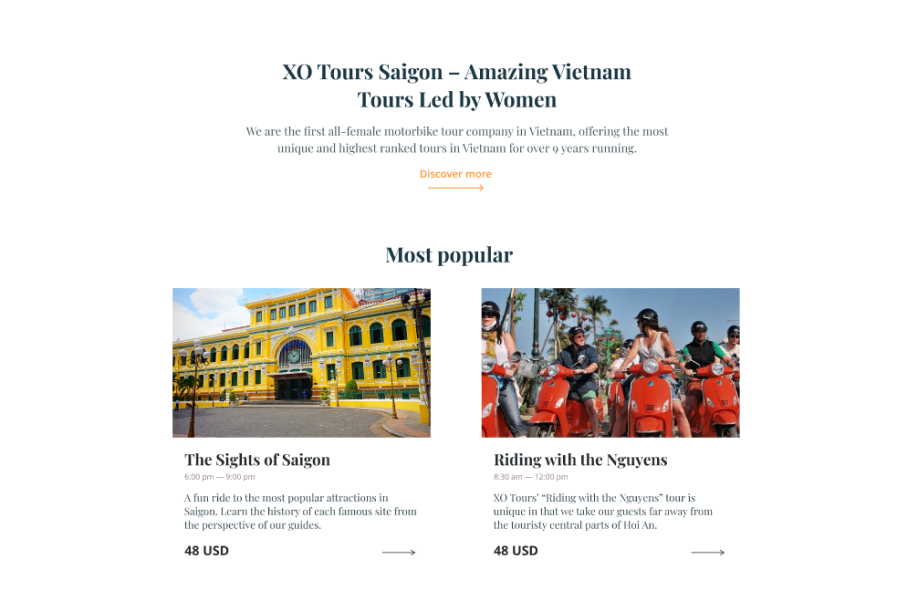 XO Tours Saigon – Amazing Vietnam
Tours Led by Women
We are the first all-female motorbike tour company in Vietnam, offering the most
unique and highest ranked tours in Vietnam for over 9 years running.
Discover more
Most popular
The Sights of Saigon
6:00 pm — 9:00 pm
A fun ride to the most popular attractions in
Saigon. Learn the history of each famous site from
the perspective of our guides.
48 USD
Riding with the Nguyens
8:30 am — 12:00 pm
XO Tours’ “Riding with the Nguyens” tour is
unique in that we take our guests far away from
the touristy central parts of Hoi An.
48 USD